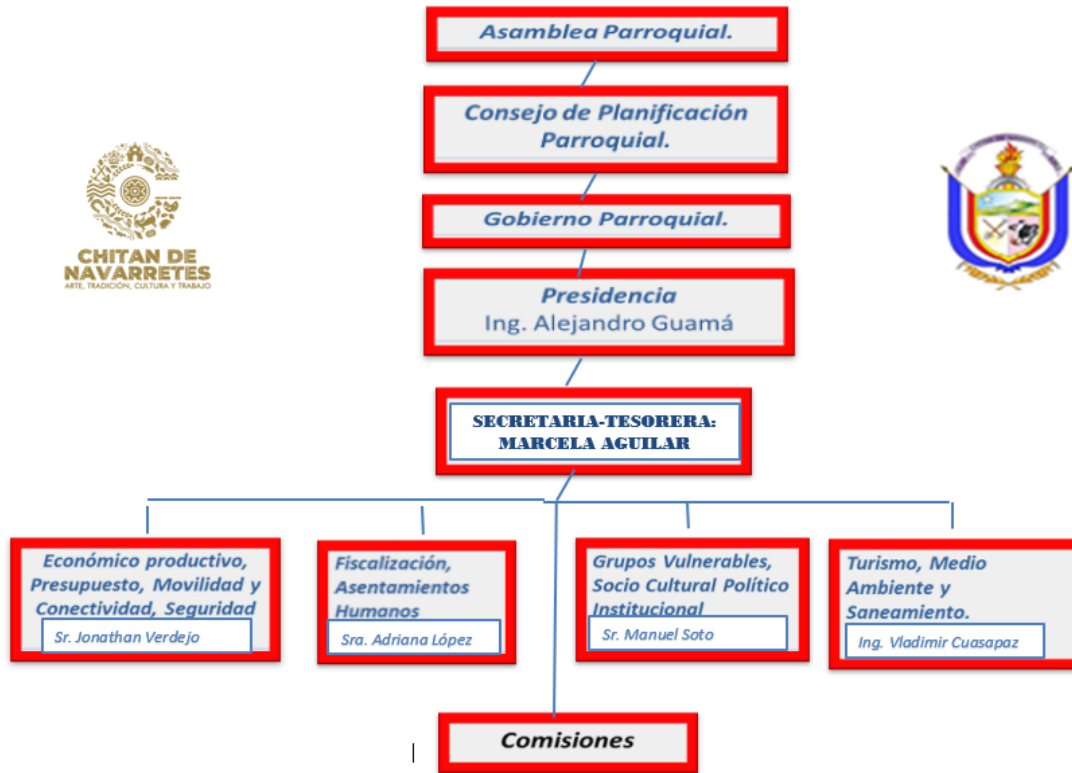 Asamblea Parroquial.
Consejo de Planificación
Parroquial.
Gobierno Parroquial.
CHITAN DE
NAVARRETES
ARTE, TRADICIÓN, CULTURA Y TRABAJO
Presidencia
Ing. Alejandro Guamá
SECRETARIA-TESORERA:
MARCELA AGUILAR
Económico productivo,
Presupuesto, Movilidad y
Conectividad, Seguridad
Sr. Jonathan Verdejo
Fiscalización,
Asentamientos
Humanos
Sra. Adriana López
Grupos Vulnerables,
Socio Cultural Político
Institucional
Sr. Manuel Soto
Turismo, Medio
Ambiente y
Saneamiento.
Ing. Vladimir Cuasapaz
Comisiones